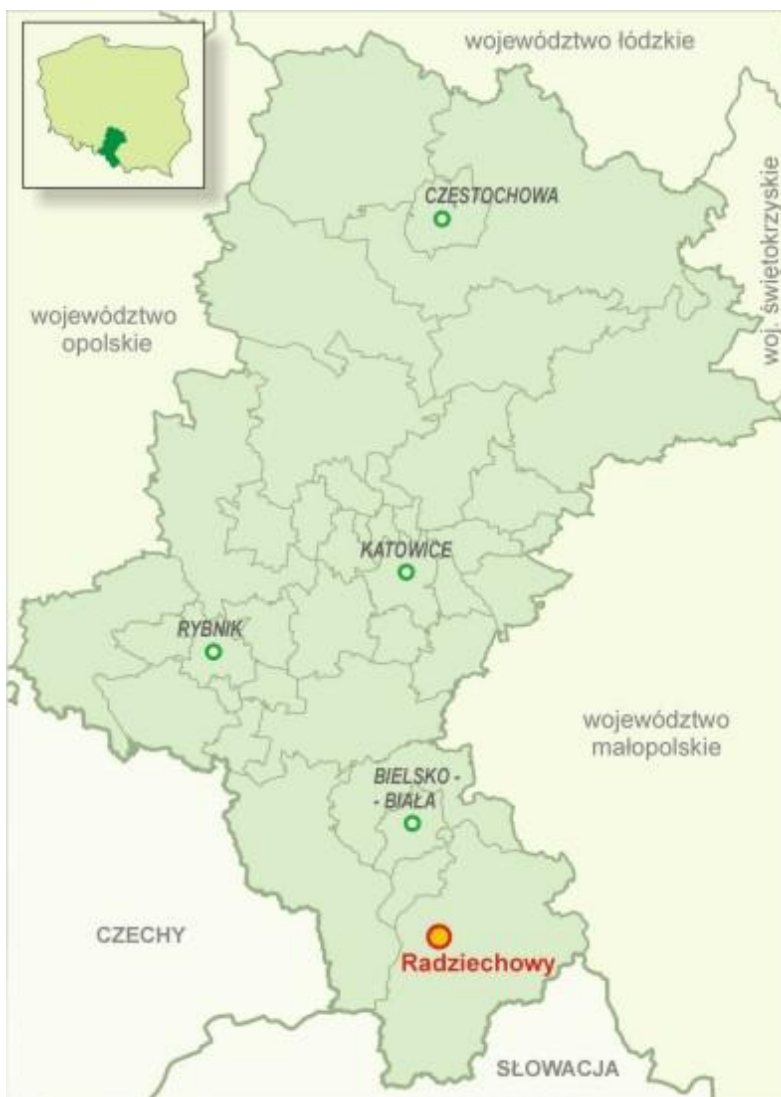 województwo łódzkie
CZĘSTOCHOWA
woj. świętokrzyskie
województwo
opolskie
KATOWICE
RYBNIK
województwo
małopolskie
BIELSKO -
- BIAŁA
CZECHY
Radziechowy
SŁOWACJA